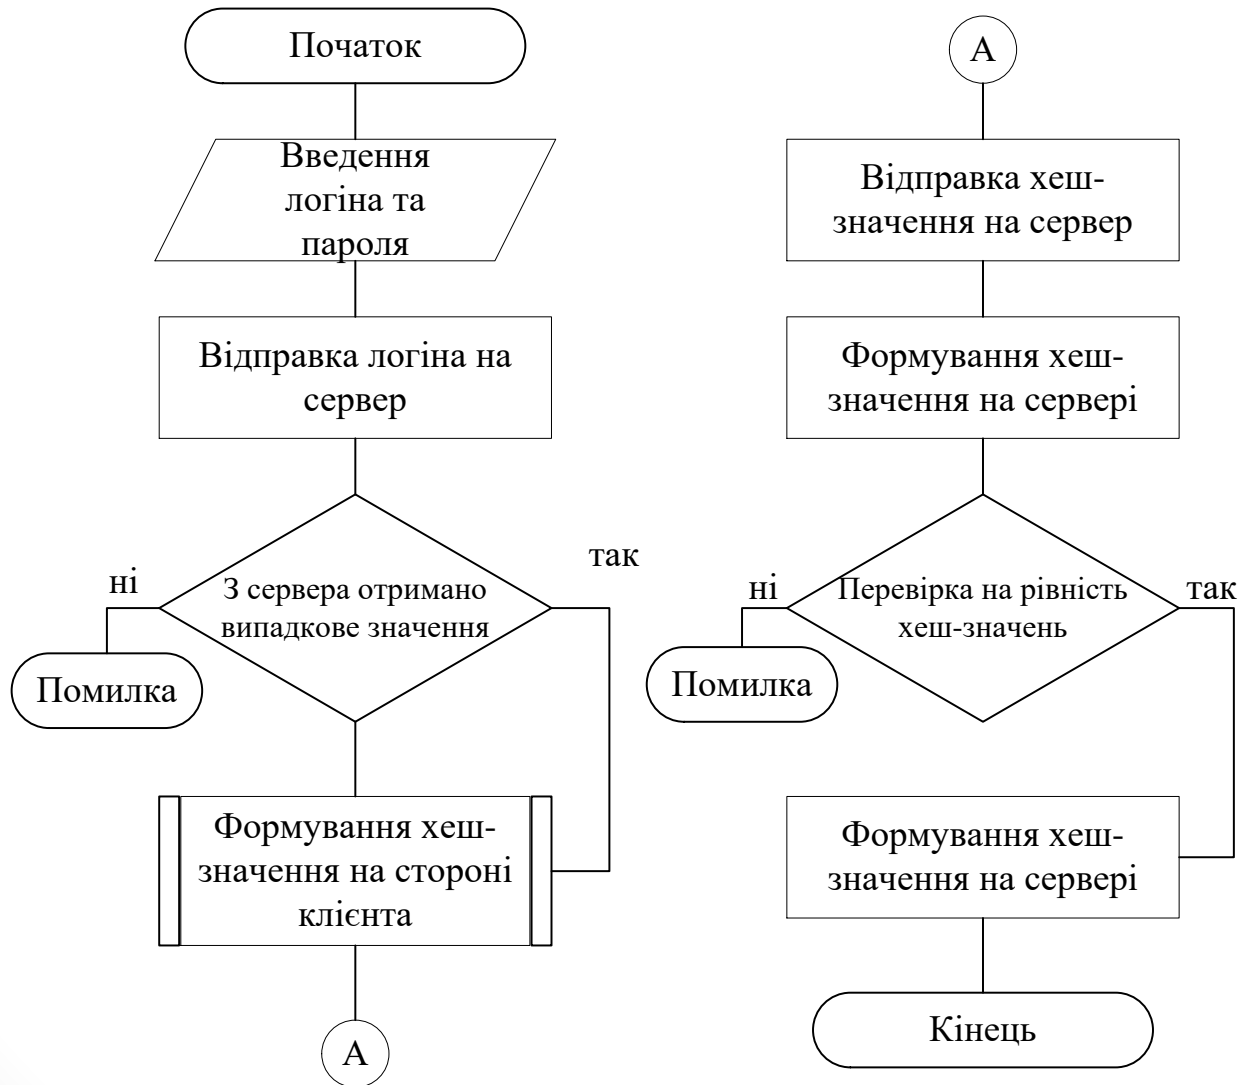 Початок
Введення
логіна та
пароля
Відправка логіна на
сервер
З сервера отримано
випадкове значення
ні
так
Помилка
Формування хеш-
значення на стороні
клієнта
А
А
Відправка хеш-
значення на сервер
Формування хеш-
значення на сервері
Перевірка на рівність
хеш-значень
ні
так
Помилка
Формування хеш-
значення на сервері
Кінець